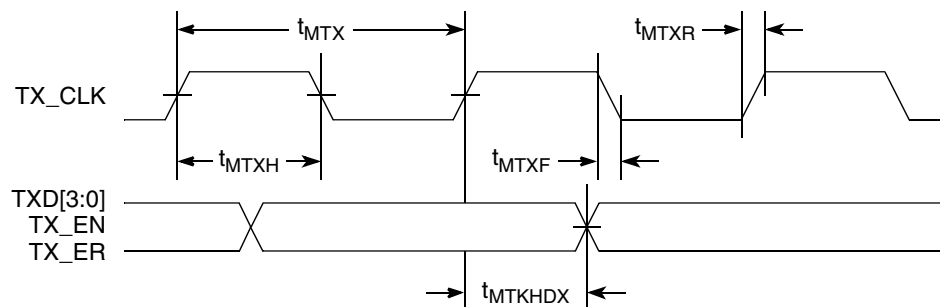 tMTX
tMTXR
TX_CLK
tMTXH
tMTXF
TXD[3:0]
TX_EN
TX_ER
tMTKHDX